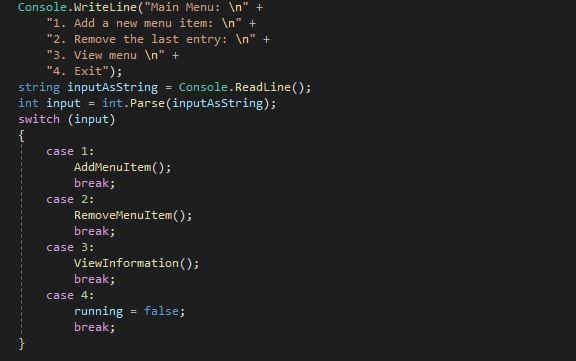 Console.WriteLine("Main Menu: \n" +
"1. Add a new menu item: \n" +
"2. Remove the last entry: \n" +
"3. View menu \n" +
"4. Exit");
string inputAsString = Console.ReadLine();
int input = int.Parse(inputAsString);
switch (input)
{
case 1:
AddMenuItem();
break;
case 2:
RemoveMenuItem();
break;
case 3:
ViewInformation();
break;
case 4:
running = false;
break;
}